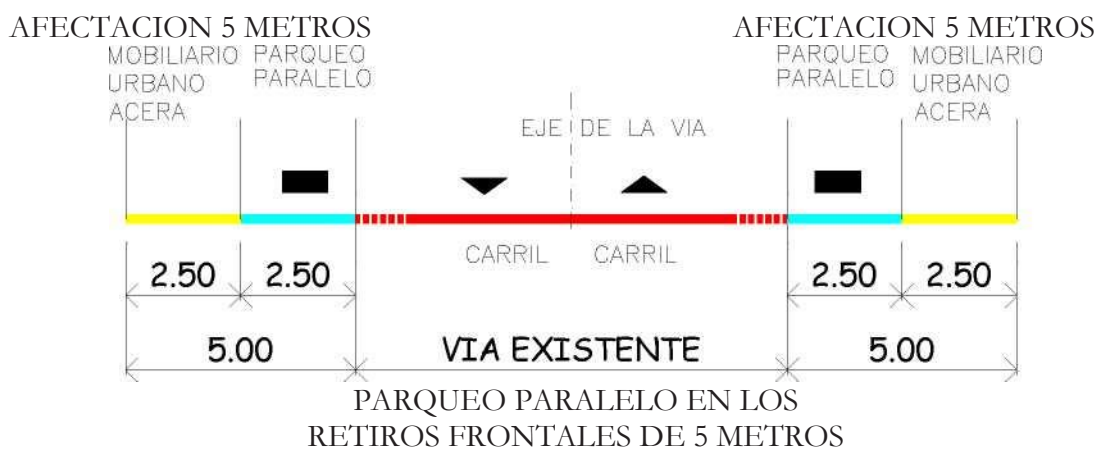 AFECTACION 5 METROS
AFECTACION 5 METROS
MOBILIARIO
URBANO
ACERA
PARQUEO
PARALELO
PARQUEO
PARALELO
MOBILIARIO
URBANO
ACERA
EJE DE LA VIA
CARRIL
CARRIL
2.50
2.50
2.50
2.50
5.00
VIA EXISTENTE
5.00
PARQUEO PARALELO EN LOS
RETIROS FRONTALES DE 5 METROS